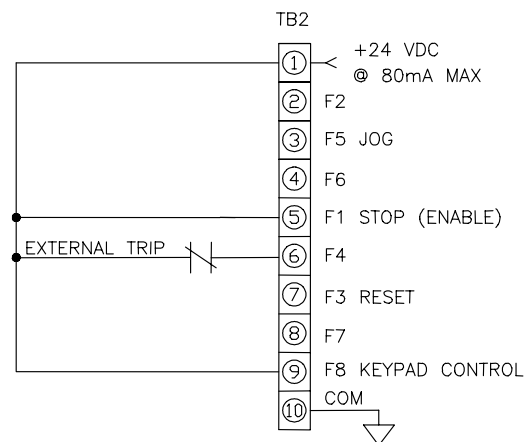 TB2
1 +24 VDC
@ 80mA MAX
2 F2
3 F5 JOG
4 F6
5 F1 STOP (ENABLE)
EXTERNAL TRIP 6 F4
7 F3 RESET
8 F7
9 F8 KEYPAD CONTROL
10 COM